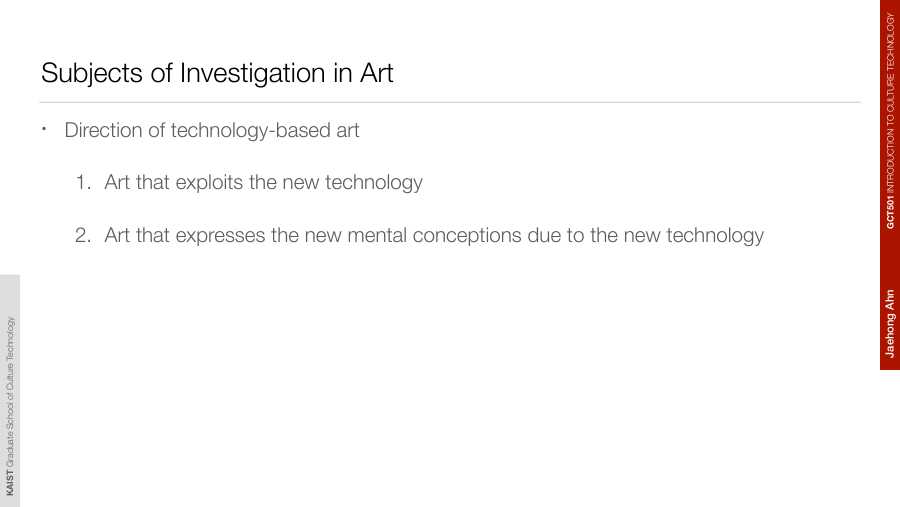 Subjects of Investigation in Art
• Direction of technology-based art
1. Art that exploits the new technology
2. Art that expresses the new mental conceptions due to the new technology
KAIST Graduate School of Culture Technology
GCT501 INTRODUCTION TO CULTURE TECHNOLOGY
Jaehong Ahn